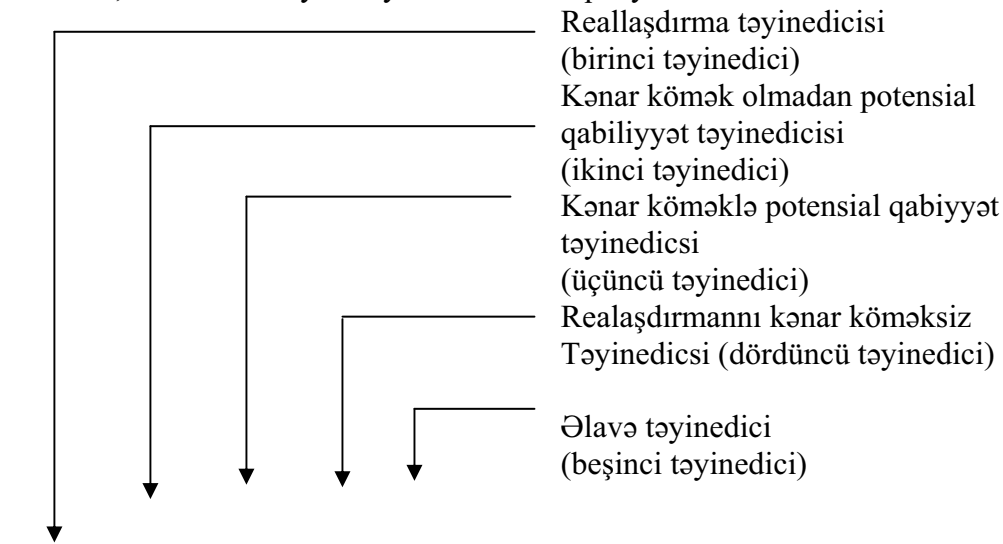 Reallaşdırma təyinedicisi
(birinci təyinedici)
Kənar kömək olmadan potensial
qabiliyyət təyinedicisi
(ikinci təyinedici)
Kənar köməklə potensial qabiyyət
təyinedicsi
(üçüncü təyinedici)
Realaşdırmannı kənar köməksiz
Təyinedicsi (dördüncü təyinedici)
Əlavə təyinedici
(beşinci təyinedici)